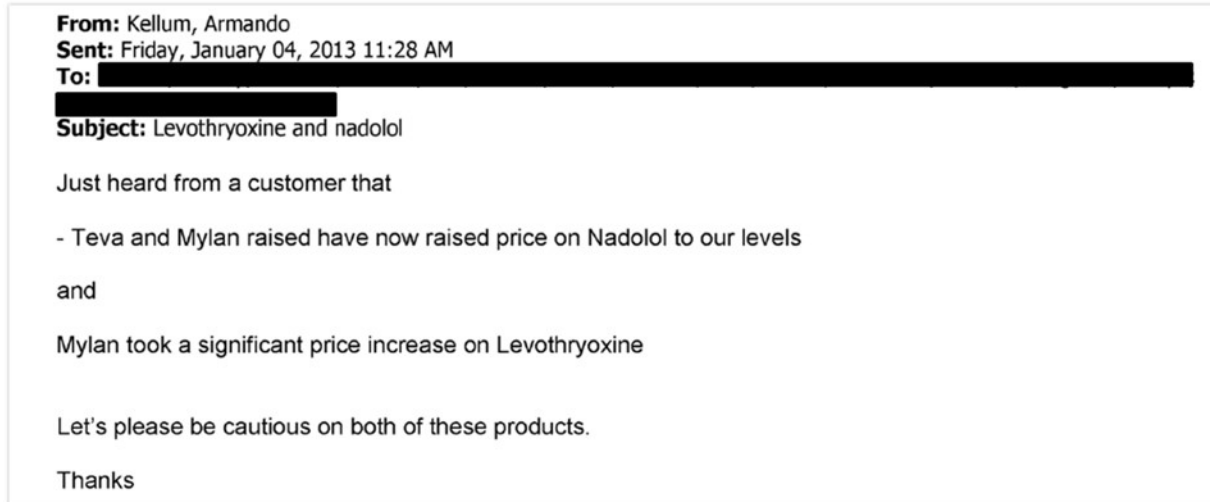 From: Kellum, Armando
Sent: Friday, January 04, 2013 11:28 AM
To:
Subject: Levothryoxine and nadolol
Just heard from a customer that
- Teva and Mylan raised have now raised price on Nadolol to our levels
and
Mylan took a significant price increase on Levothryoxine
Let's please be cautious on both of these products.
Thanks